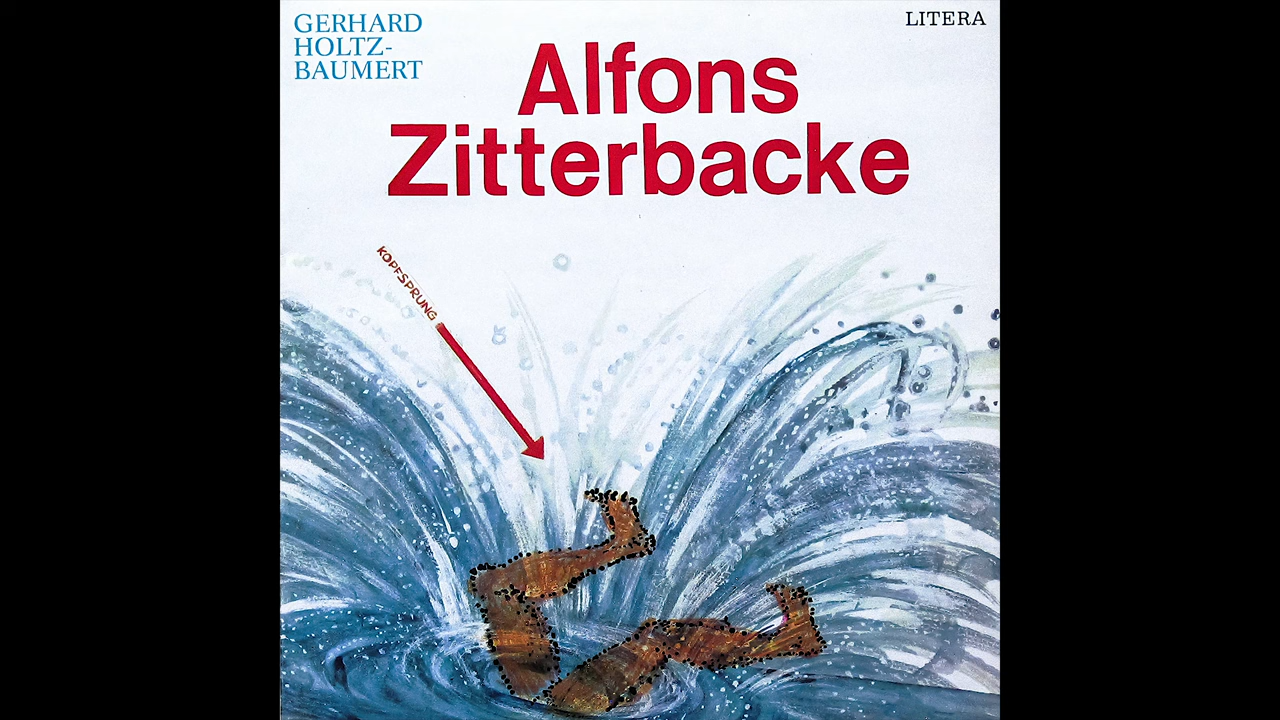 GERHARD
HOLTZ-
BAUMERT
LITERA
Alfons
Zitterbacke
KOPFSPRUNG